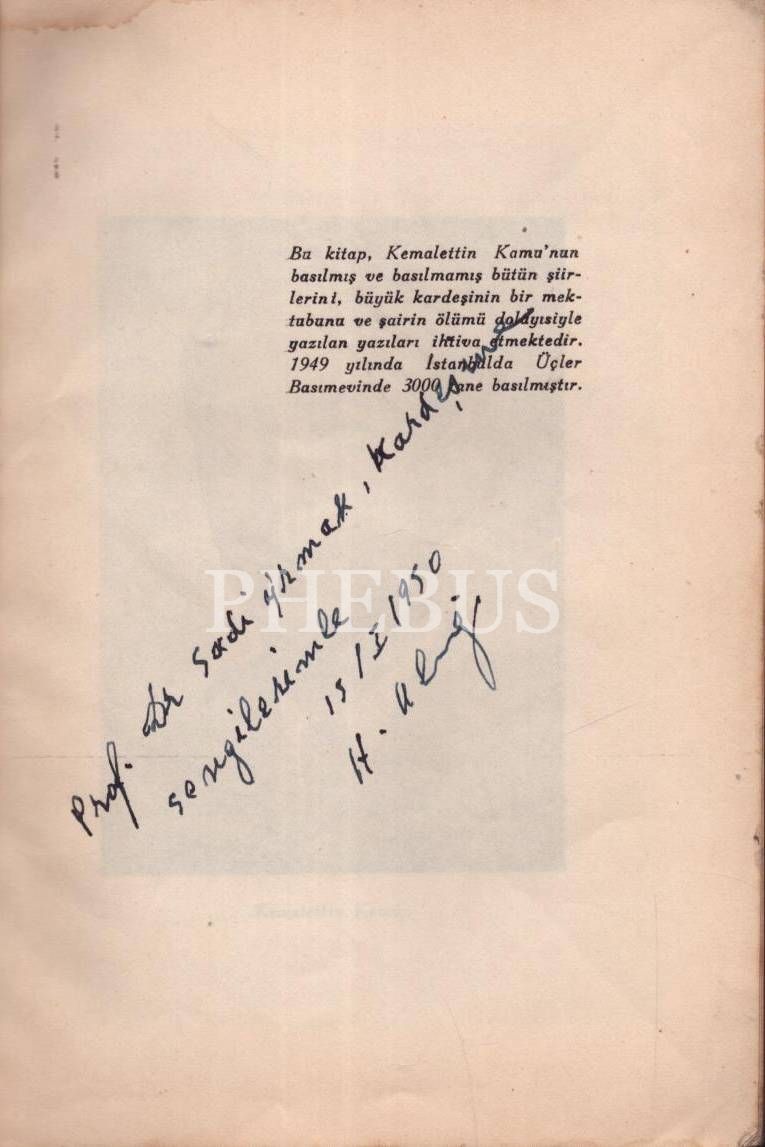 Bu kitap, Kemalettin Kamu'nun
basılmış ve basılmamış bütün şiir-
lerini, büyük kardeşinin bir mek-
tubunu ve şairin ölümü dolayısiyle
yazılan yazıları ihtiva etmektedir.
1949 yılında İstanbulda Üçler
Basımevinde 3000 tane basılmıştır.
Prof. Dr Sadi Irmak, Kardeşime
sevgilerimle
15/I/1950
H.
PHEBUS
Kemalettin Kamu